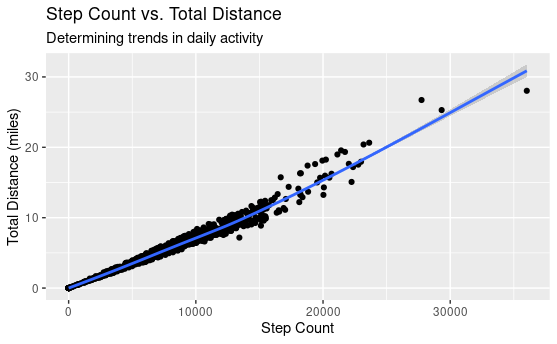 Step Count vs. Total Distance
Determining trends in daily activity
30
20
10
0
Total Distance (miles)
0 10000 20000 30000
Step Count